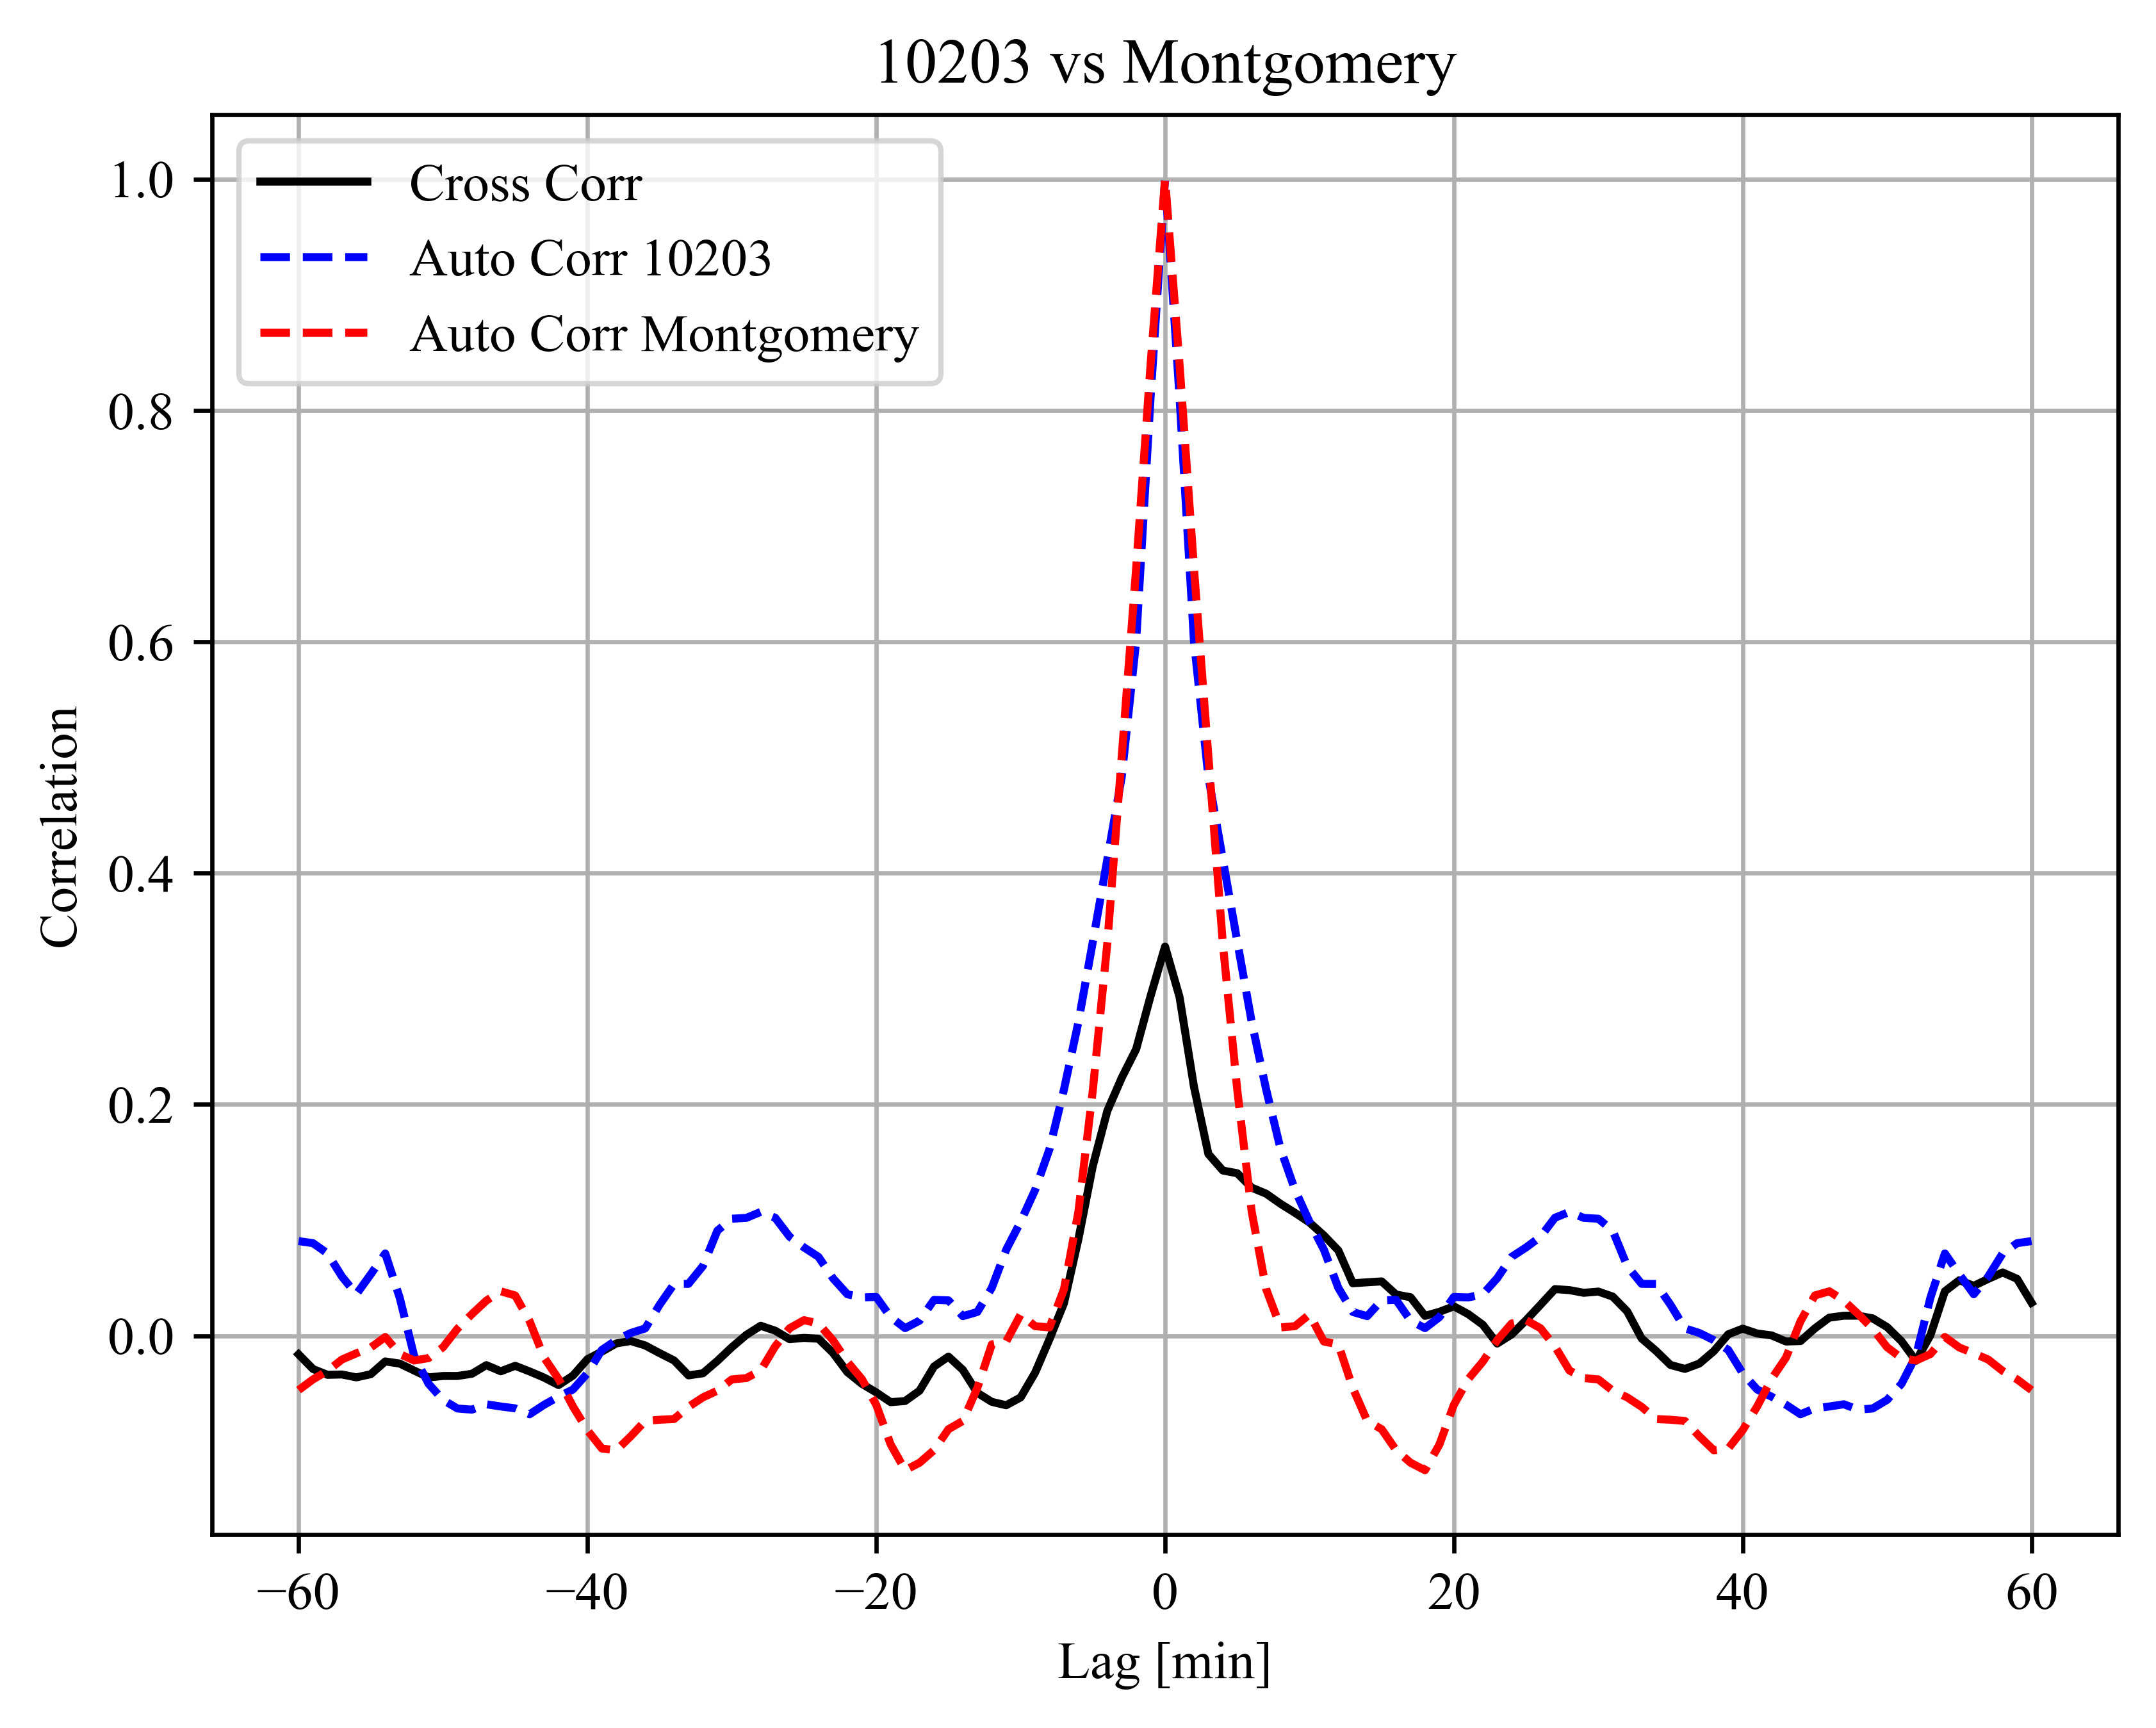 10203 vs Montgomery
Cross Corr
Auto Corr 10203
Auto Corr Montgomery
1.0
0.8
0.6
0.4
0.2
0.0
Correlation
−60 −40 −20 0 20 40 60
Lag [min]